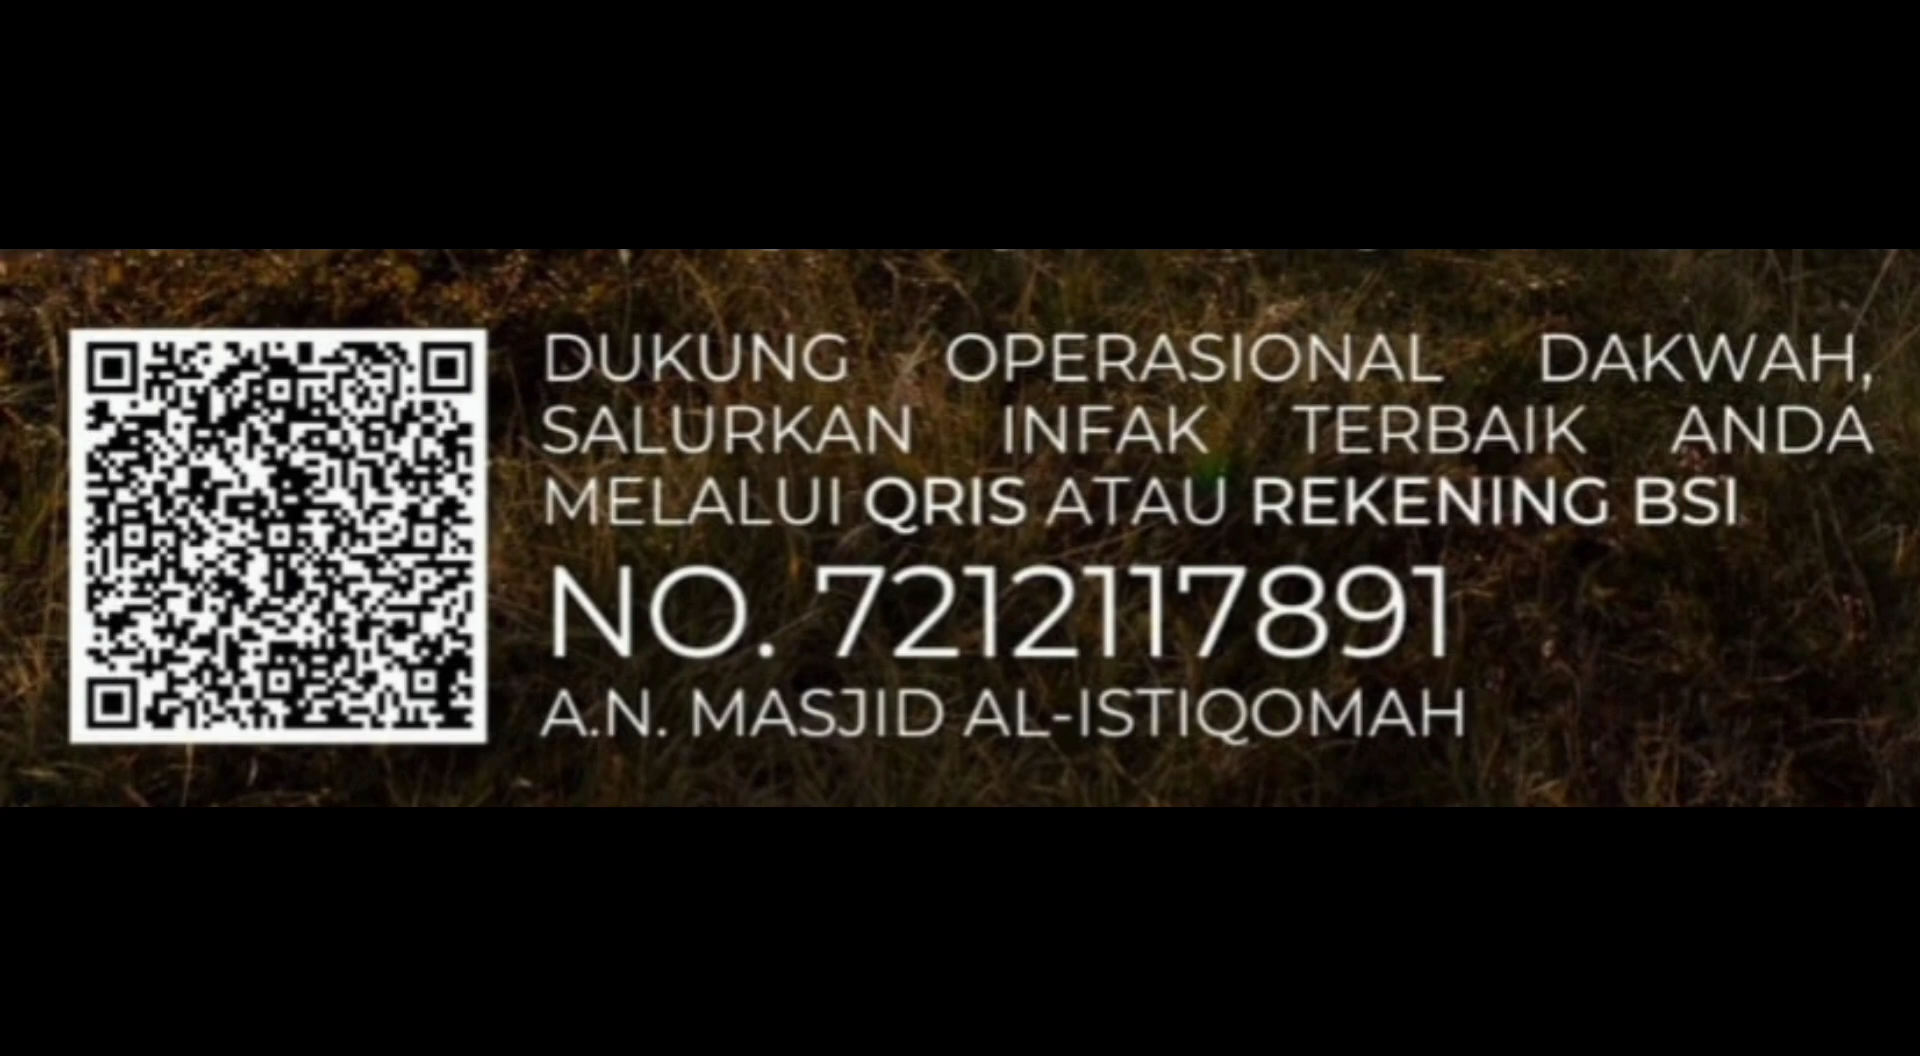 DUKUNG OPERASIONAL DAKWAH,
SALURKAN INFAK TERBAIK ANDA
MELALUI QRIS ATAU REKENING BSI
NO. 7212117891
A.N. MASJID AL-ISTIQOMAH